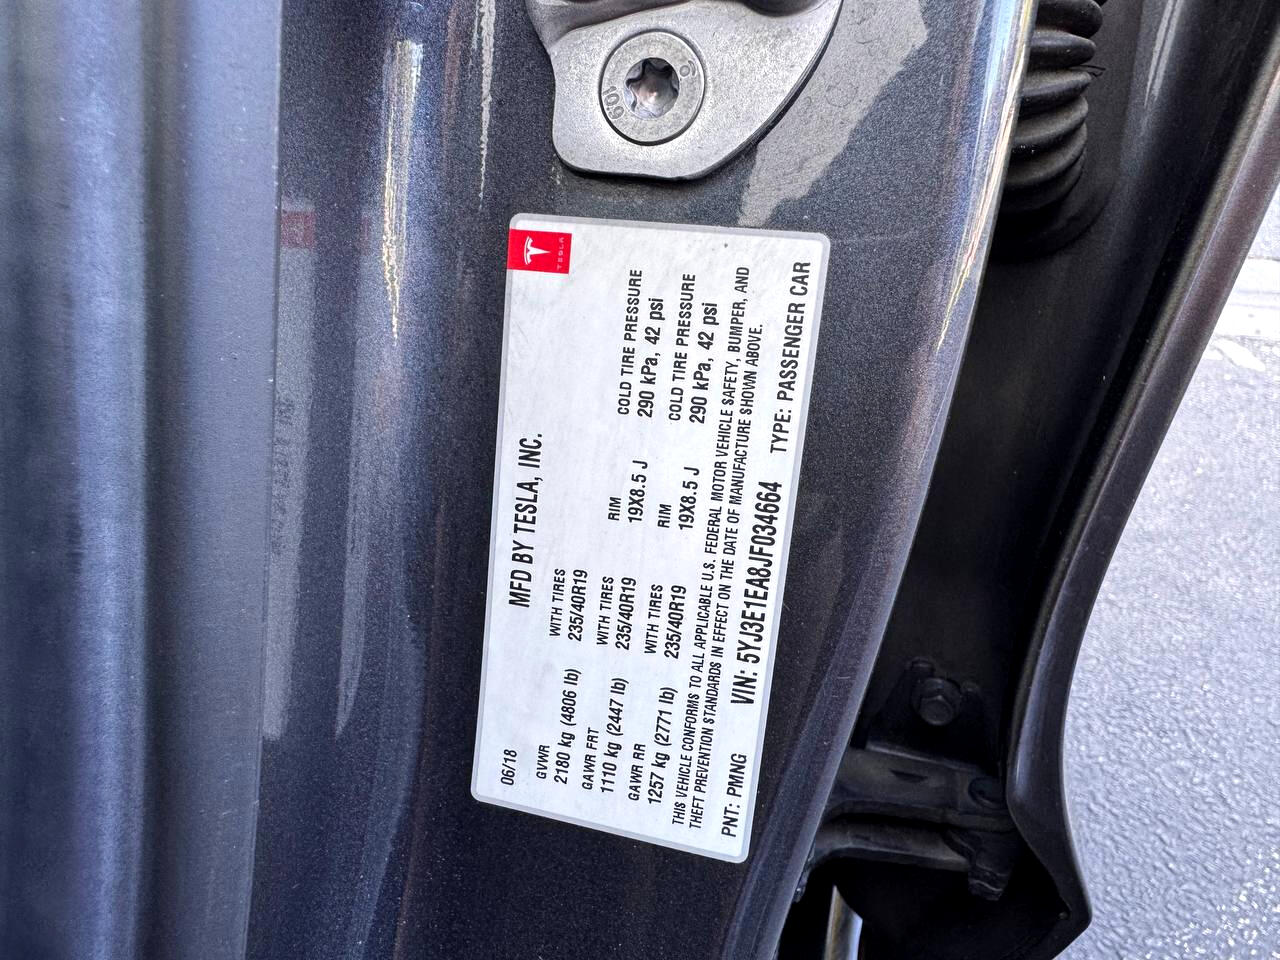 10.9
TESLA
06/18
MFD BY TESLA, INC.
GVWR
2180 kg (4806 lb)
WITH TIRES
235/40R19
GAWR FRT
1110 kg (2447 lb)
WITH TIRES
235/40R19
RIM
19X8.5 J
COLD TIRE PRESSURE
290 kPa, 42 psi
GAWR RR
1257 kg (2771 lb)
WITH TIRES
235/40R19
RIM
19X8.5 J
COLD TIRE PRESSURE
290 kPa, 42 psi
THIS VEHICLE CONFORMS TO ALL APPLICABLE U.S. FEDERAL MOTOR VEHICLE SAFETY, BUMPER, AND
THEFT PREVENTION STANDARDS IN EFFECT ON THE DATE OF MANUFACTURE SHOWN ABOVE.
PNT: PMNG VIN: 5YJ3E1EA8JF034664 TYPE: PASSENGER CAR